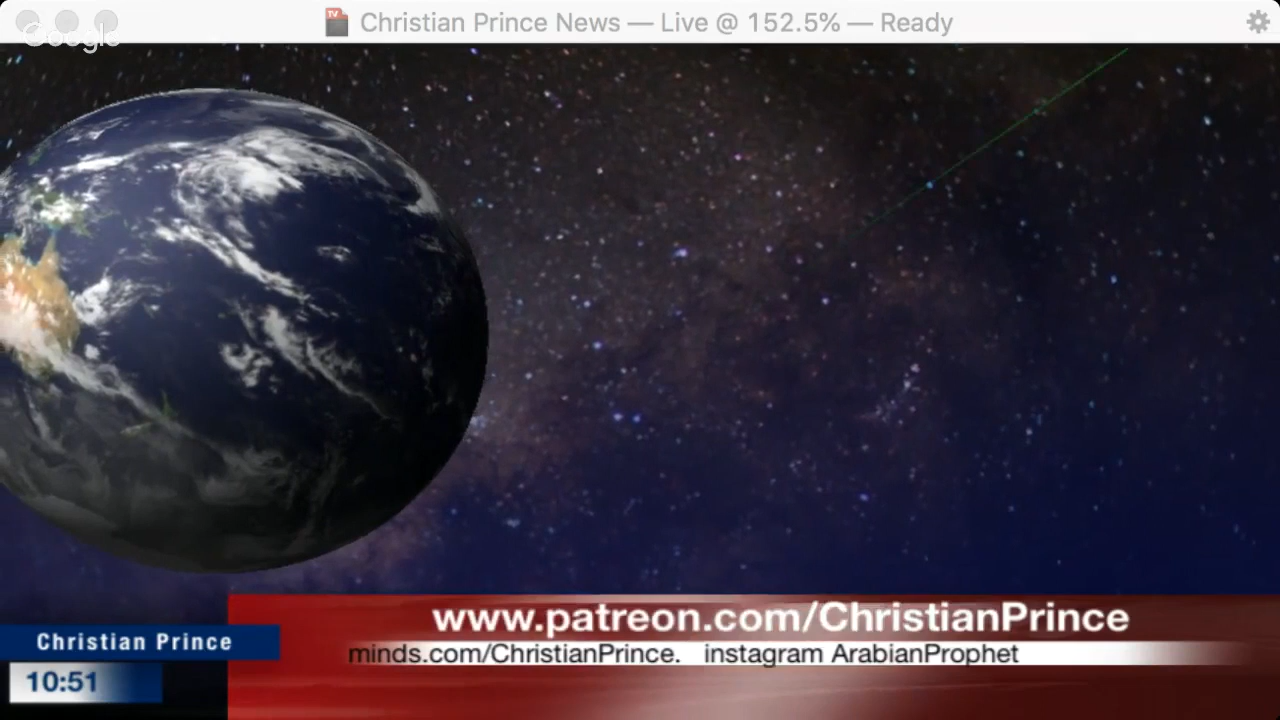 Christian Prince News — Live @ 152.5% — Ready
Google
www.patreon.com/ChristianPrince
Christian Prince
minds.com/ChristianPrince. instagram ArabianProphet
10:51